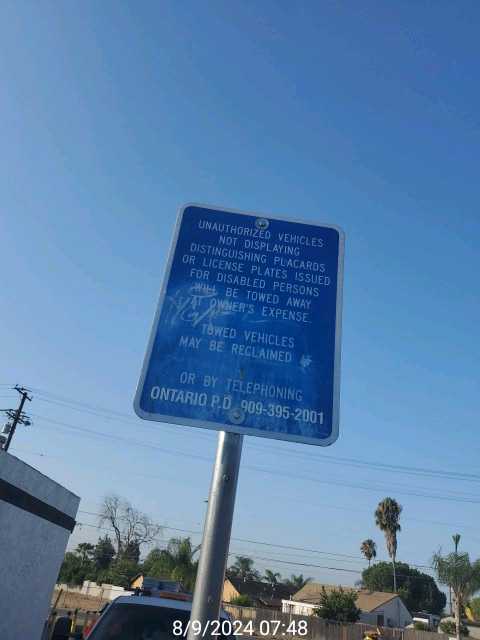 UNAUTHORIZED VEHICLES
NOT DISPLAYING
DISTINGUISHING PLACARDS
OR LICENSE PLATES ISSUED
FOR DISABLED PERSONS
WILL BE TOWED AWAY
AT OWNER'S EXPENSE.
TOWED VEHICLES
MAY BE RECLAIMED
OR BY TELEPHONING
ONTARIO P.D. 909-395-2001
8/9/2024 07:48